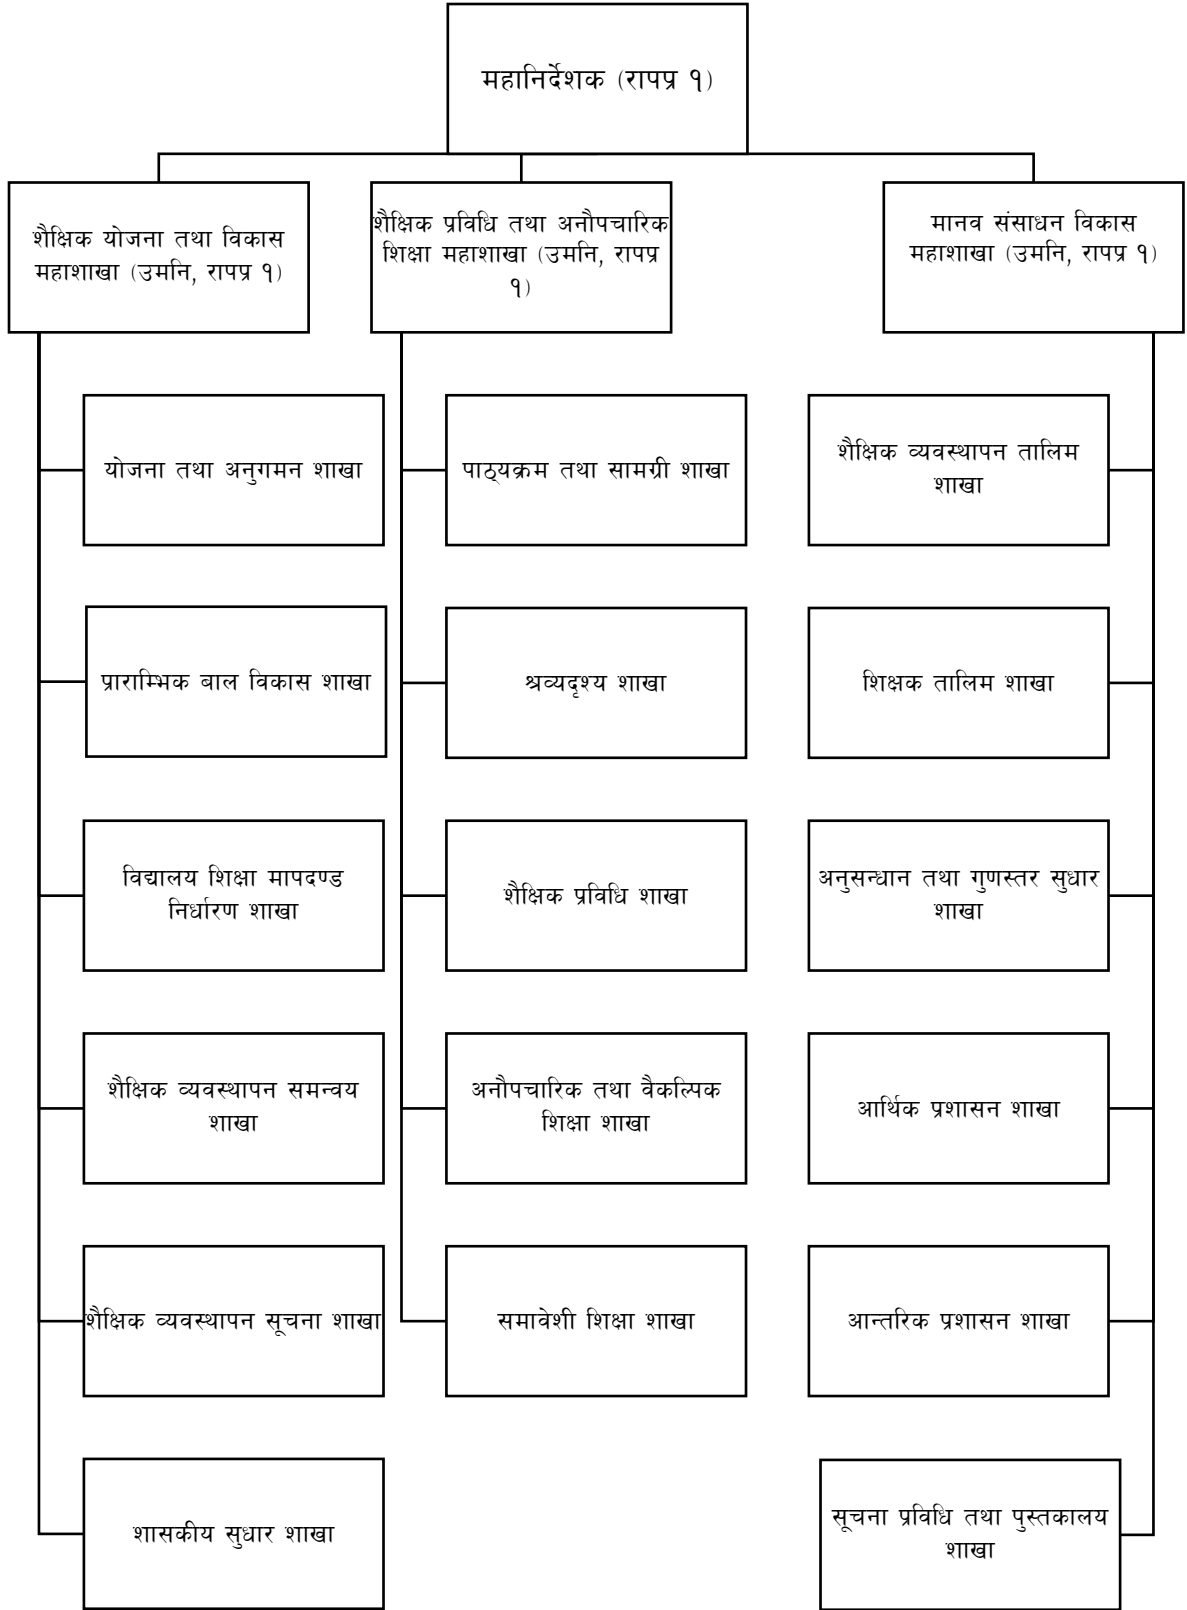 महानिर्देशक (रापप्र १)
शैक्षिक योजना तथा विकास
महाशाखा (उमनि, रापप्र १)
शैक्षिक प्रविधि तथा अनौपचारिक
शिक्षा महाशाखा (उमनि, रापप्र
१)
मानव संसाधन विकास
महाशाखा (उमनि, रापप्र १)
योजना तथा अनुगमन शाखा
पाठ्यक्रम तथा सामग्री शाखा
शैक्षिक व्यवस्थापन तालिम
शाखा
प्राराम्भिक बाल विकास शाखा
श्रव्यदृश्य शाखा
शिक्षक तालिम शाखा
विद्यालय शिक्षा मापदण्ड
निर्धारण शाखा
शैक्षिक प्रविधि शाखा
अनुसन्धान तथा गुणस्तर सुधार
शाखा
शैक्षिक व्यवस्थापन समन्वय
शाखा
अनौपचारिक तथा वैकल्पिक
शिक्षा शाखा
आर्थिक प्रशासन शाखा
शैक्षिक व्यवस्थापन सूचना शाखा
समावेशी शिक्षा शाखा
आन्तरिक प्रशासन शाखा
शासकीय सुधार शाखा
सूचना प्रविधि तथा पुस्तकालय
शाखा